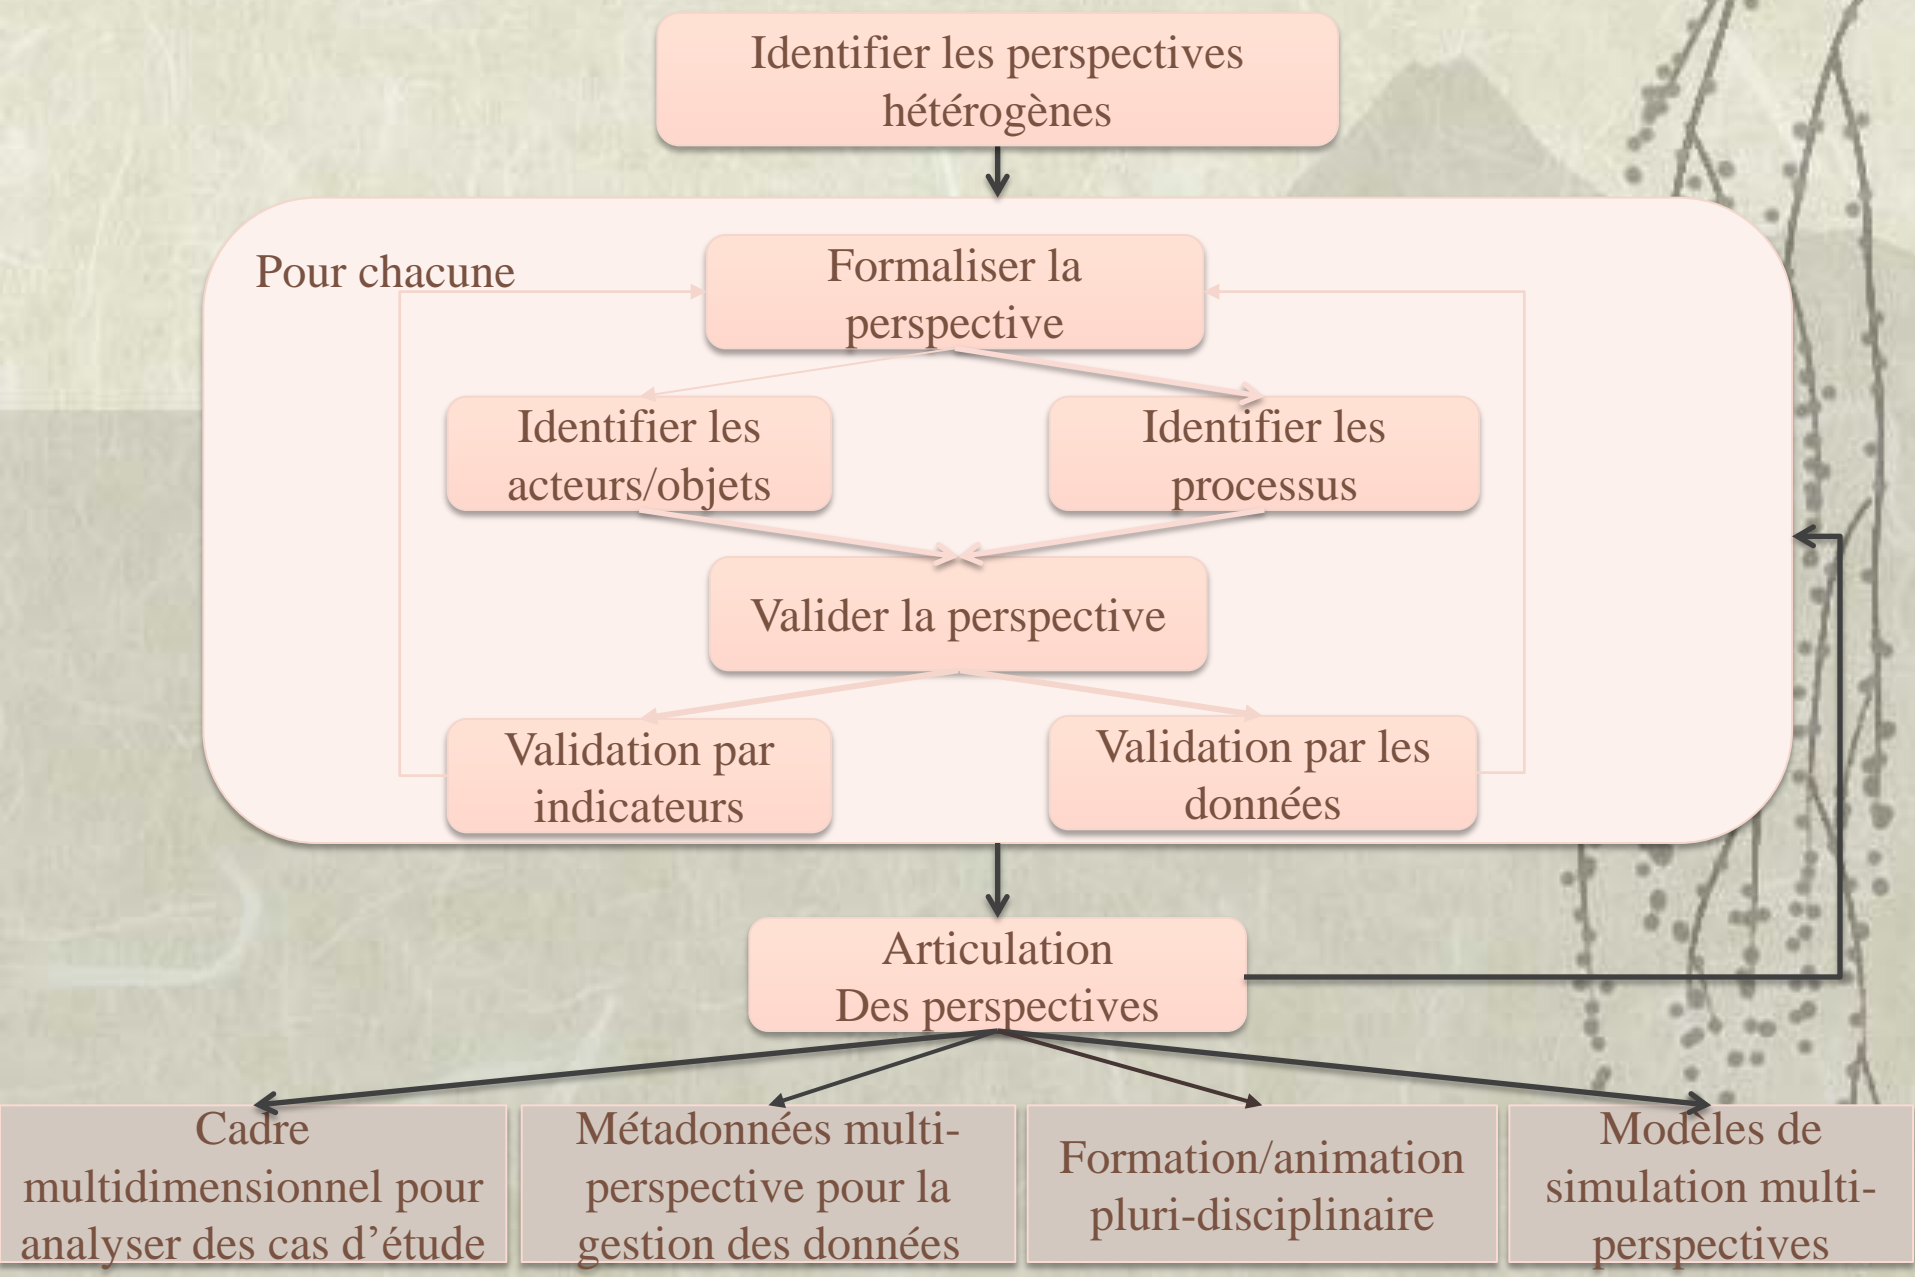 Identifier les perspectives
hétérogènes
Pour chacune
Formaliser la
perspective
Identifier les
acteurs/objets
Identifier les
processus
Valider la perspective
Validation par
indicateurs
Validation par les
données
Articulation
Des perspectives
Cadre
multidimensionnel pour
analyser des cas d’étude
Métadonnées multi-
perspective pour la
gestion des données
Formation/animation
pluri-disciplinaire
Modèles de
simulation multi-
perspectives